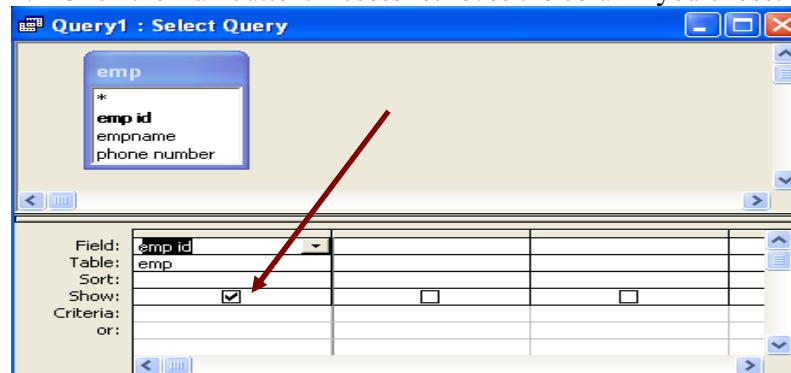 Query1 : Select Query
emp
*
emp id
empname
phone number
Field: emp id
Table: emp
Sort:
Show:
Criteria:
or: